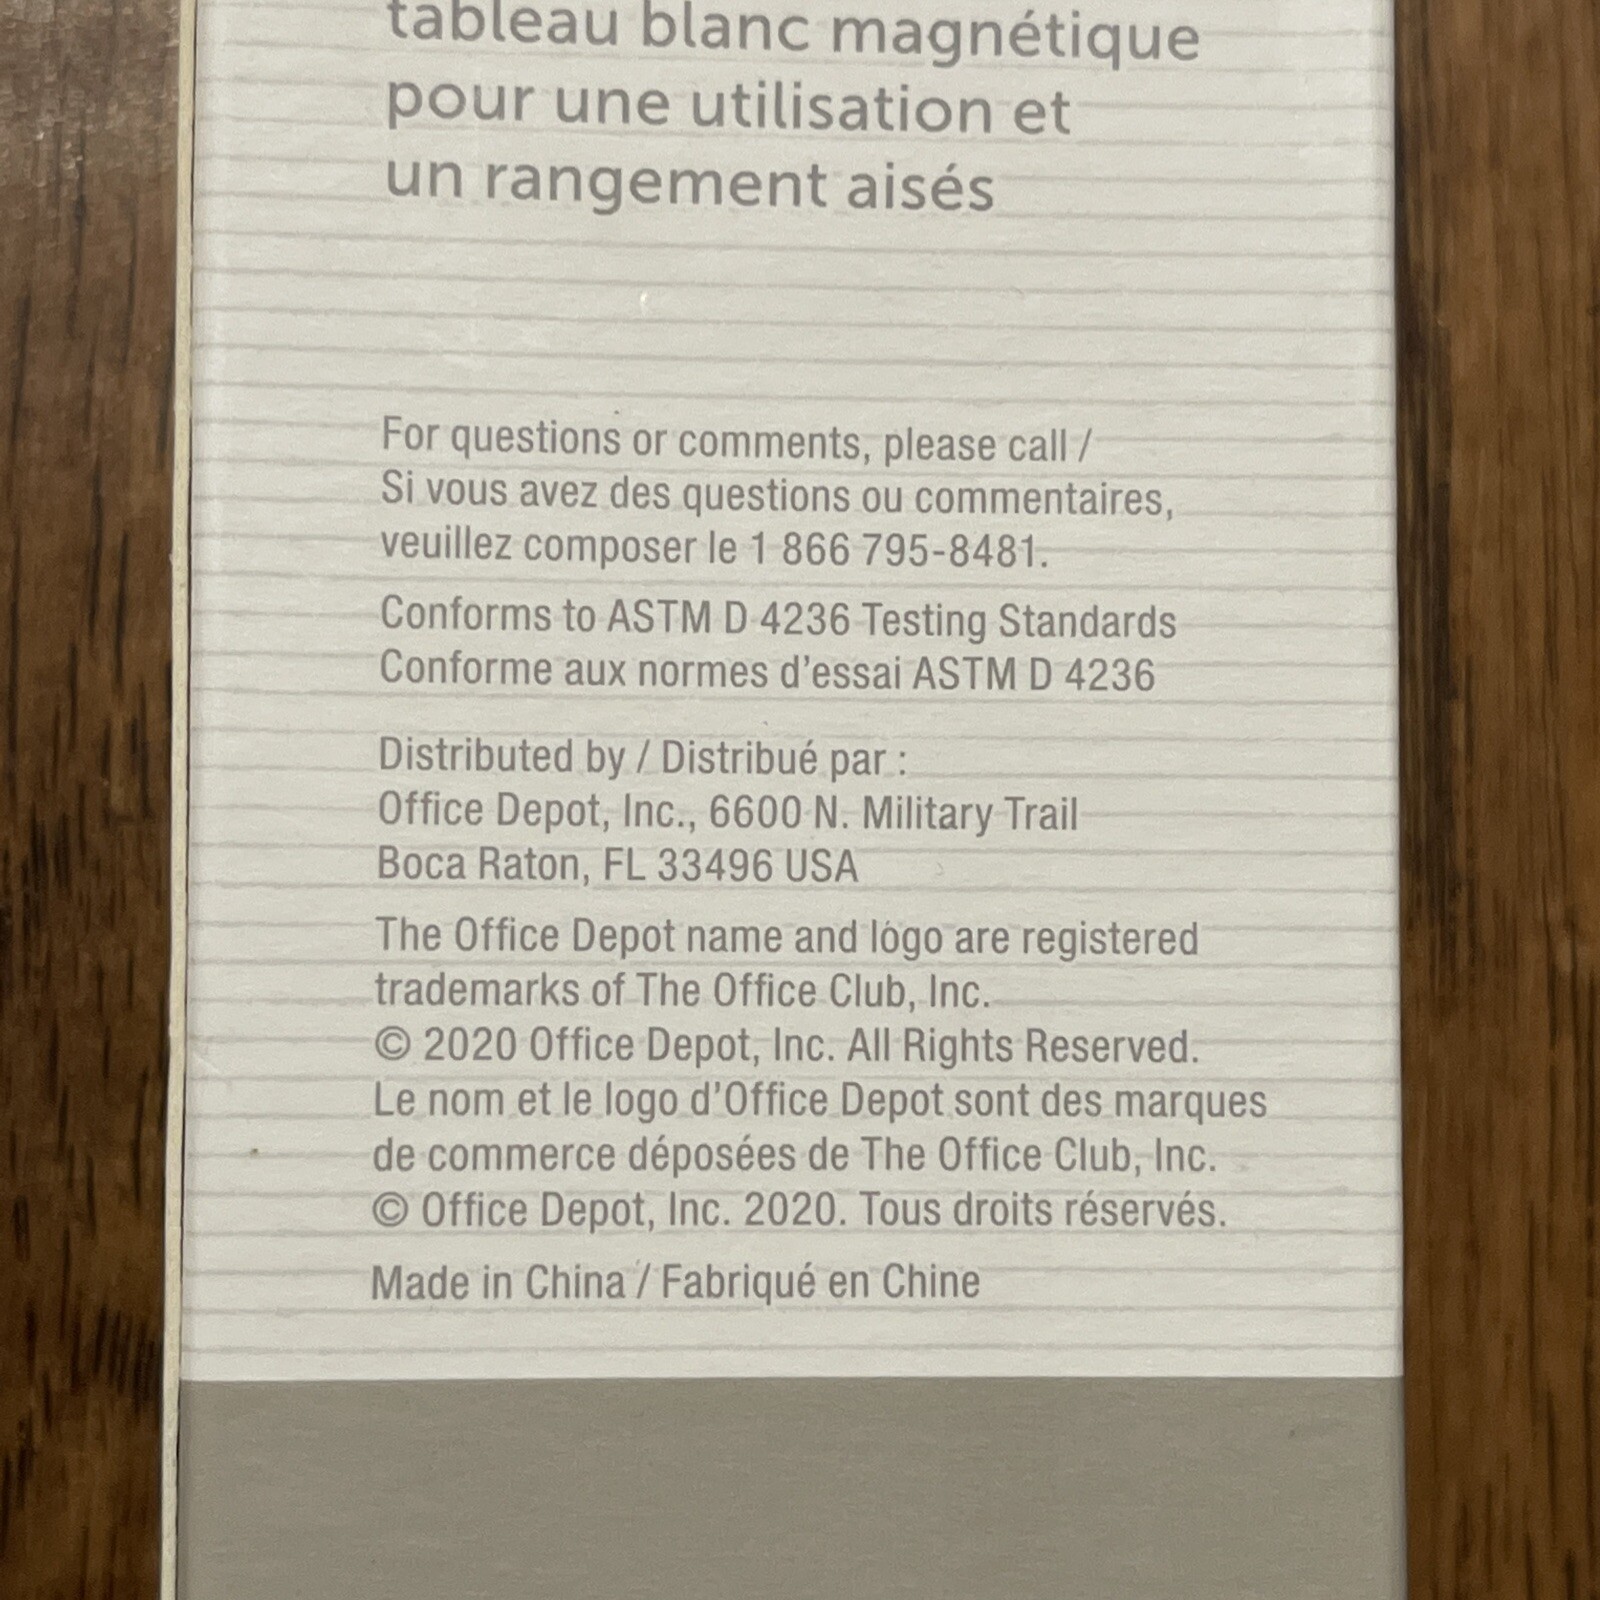 tableau blanc magnétique
pour une utilisation et
un rangement aisés
For questions or comments, please call /
Si vous avez des questions ou commentaires,
veuillez composer le 1 866 795-8481.
Conforms to ASTM D 4236 Testing Standards
Conforme aux normes d'essai ASTM D 4236
Distributed by / Distribué par :
Office Depot, Inc., 6600 N. Military Trail
Boca Raton, FL 33496 USA
The Office Depot name and logo are registered
trademarks of The Office Club, Inc.
© 2020 Office Depot, Inc. All Rights Reserved.
Le nom et le logo d'Office Depot sont des marques
de commerce déposées de The Office Club, Inc.
© Office Depot, Inc. 2020. Tous droits réservés.
Made in China / Fabriqué en Chine